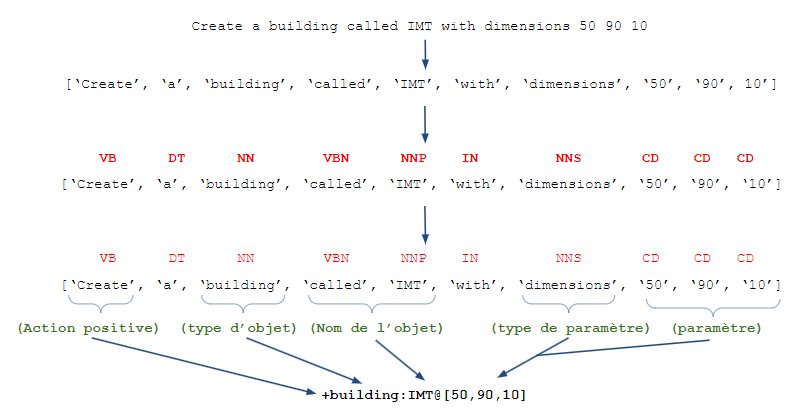 Create a building called IMT with dimensions 50 90 10
[‘Create’, ‘a’, ‘building’, ‘called’, ‘IMT’, ‘with’, ‘dimensions’, ‘50’, ‘90’, 10’]
VB DT NN VBN NNP IN NNS CD CD CD
[‘Create’, ‘a’, ‘building’, ‘called’, ‘IMT’, ‘with’, ‘dimensions’, ‘50’, ‘90’, ‘10’]
VB DT NN VBN NNP IN NNS CD CD CD
[‘Create’, ‘a’, ‘building’, ‘called’, ‘IMT’, ‘with’, ‘dimensions’, ‘50’, ‘90’, ‘10’]
(Action positive) (type d’objet) (Nom de l’objet) (type de paramètre) (paramètre)
+building:IMT@[50,90,10]